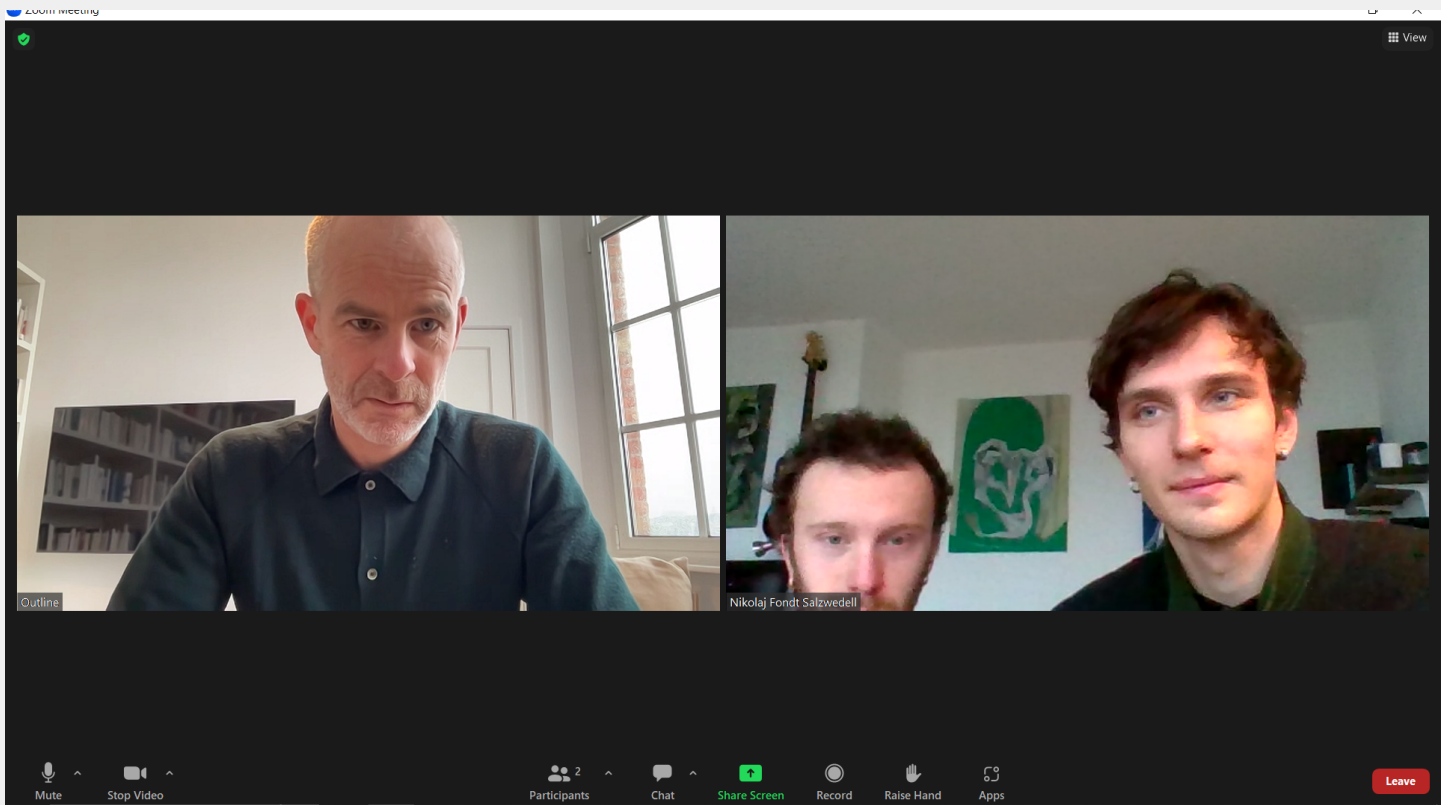 Zoom Meeting
View
Outline
Nikolaj Fondt Salzwedell
2
Mute
Stop Video
Participants
Chat
Share Screen
Record
Raise Hand
Apps
Leave